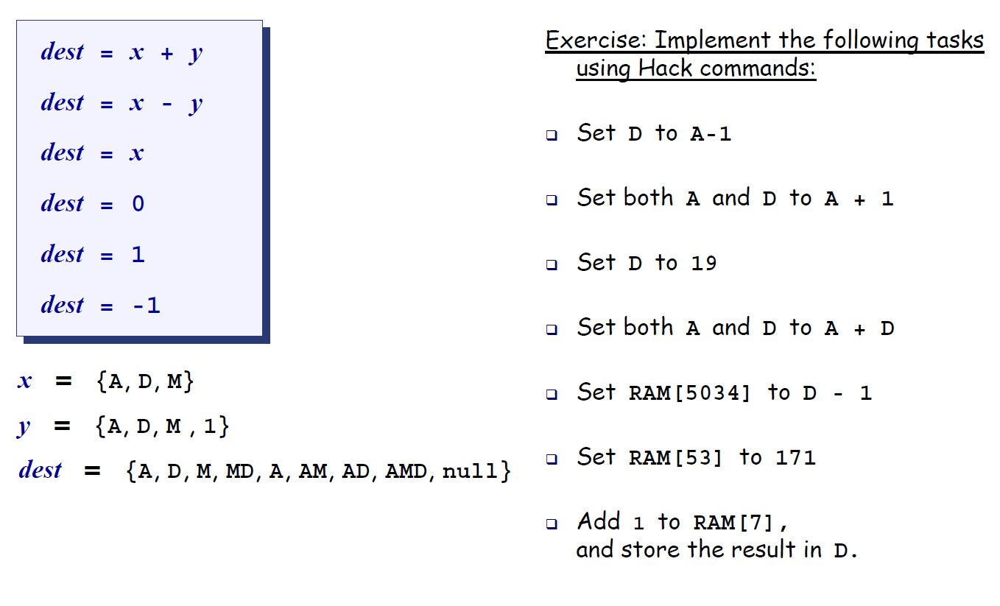 dest = x + y
dest = x - y
dest = x
dest = 0
dest = 1
dest = -1
x = {A, D, M}
y = {A, D, M , 1}
dest = {A, D, M, MD, A, AM, AD, AMD, null}
Exercise: Implement the following tasks
using Hack commands:
❑ Set D to A-1
❑ Set both A and D to A + 1
❑ Set D to 19
❑ Set both A and D to A + D
❑ Set RAM[5034] to D - 1
❑ Set RAM[53] to 171
❑ Add 1 to RAM[7],
and store the result in D.